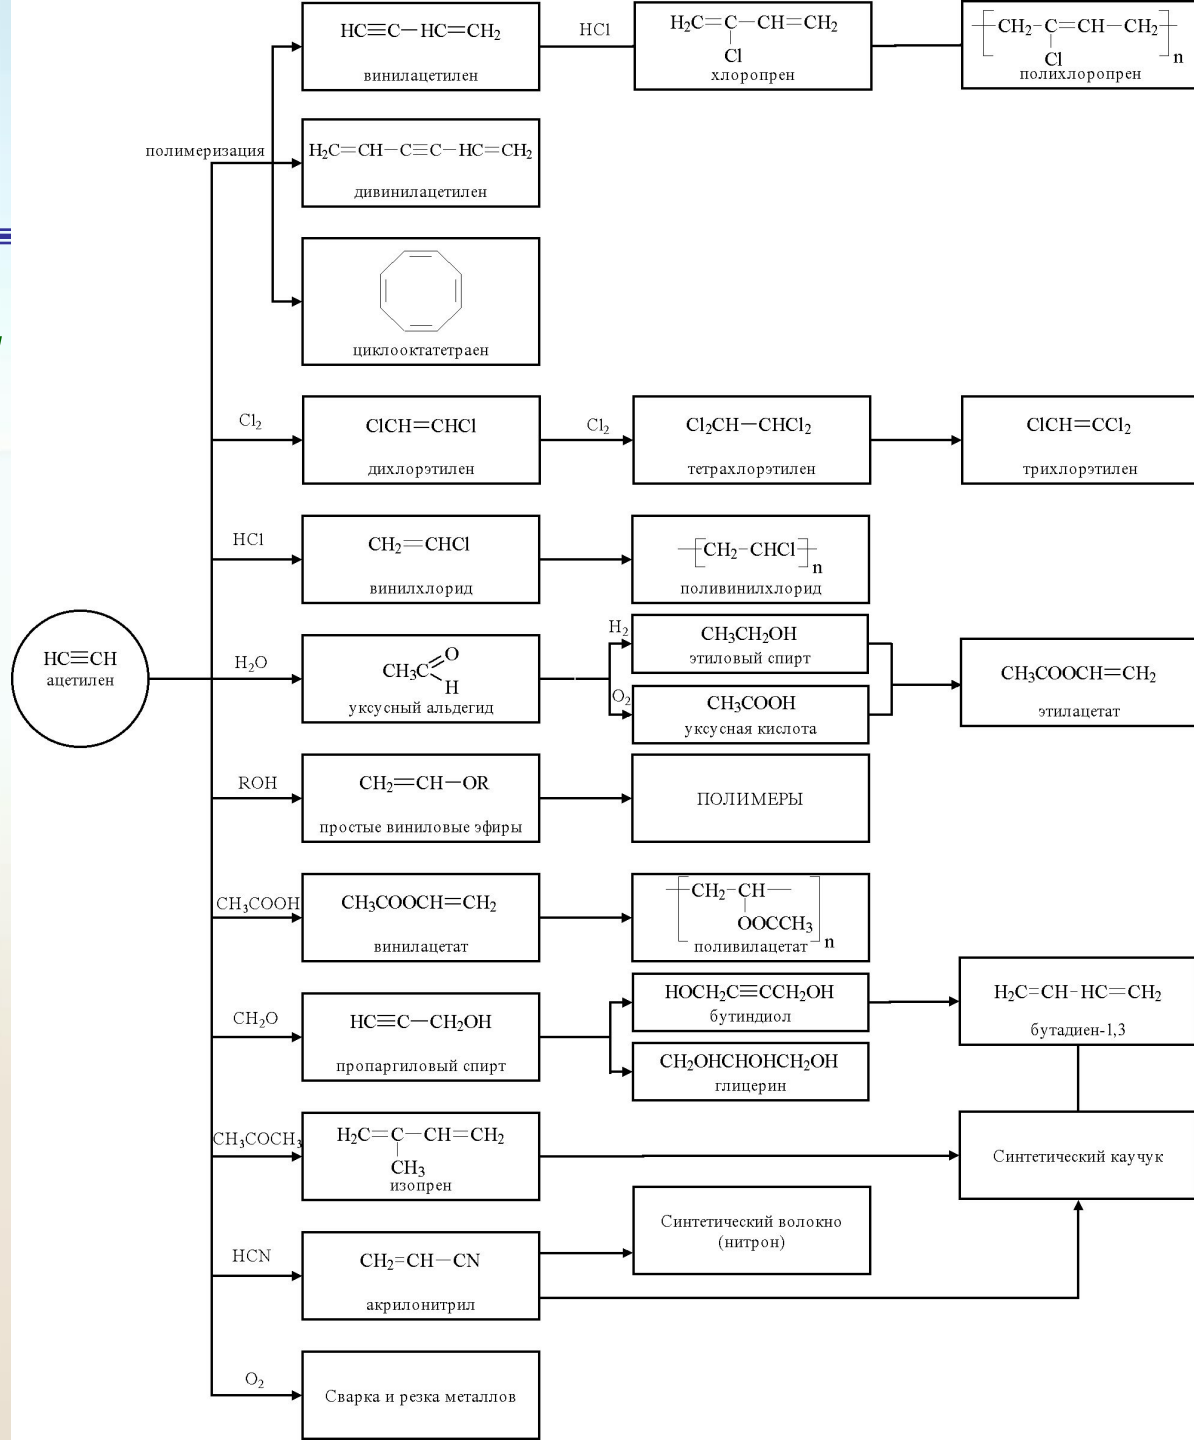 HC≡C−HC=CH₂
винилацетилен
HCl
H₂C=C−CH=CH₂
Cl
хлоропрен
CH₂−C=CH−CH₂
Cl
n
полихлоропрен
полимеризация
H₂C=CH−C≡C−HC=CH₂
дивинилацетилен
циклооктатетраен
Cl₂
ClCH=CHCl
дихлорэтилен
Cl₂
Cl₂CH−CHCl₂
тетрахлорэтилен
ClCH=CCl₂
трихлорэтилен
HCl
CH₂=CHCl
винилхлорид
CH₂−CHCl
n
поливинилхлорид
HC≡CH
ацетилен
H₂O
CH₃C
O
H
уксусный альдегид
H₂
CH₃CH₂OH
этиловый спирт
O₂
CH₃COOH
уксусная кислота
CH₃COOCH=CH₂
этилацетат
ROH
CH₂=CH−OR
простые виниловые эфиры
ПОЛИМЕРЫ
CH₃COOH
CH₃COOCH=CH₂
винилацетат
CH₂−CH
OOCCH₃
n
поливилацетат
CH₂O
HC≡C−CH₂OH
пропаргиловый спирт
HOCH₂C≡CCH₂OH
бутиндиол
CH₂OHCHOHCH₂OH
глицерин
H₂C=CH−HC=CH₂
бутадиен-1,3
CH₃COCH₃
H₂C=C−CH=CH₂
CH₃
изопрен
Синтетический каучук
HCN
CH₂=CH−CN
акрилонитрил
Синтетический волокно
(нитрон)
O₂
Сварка и резка металлов